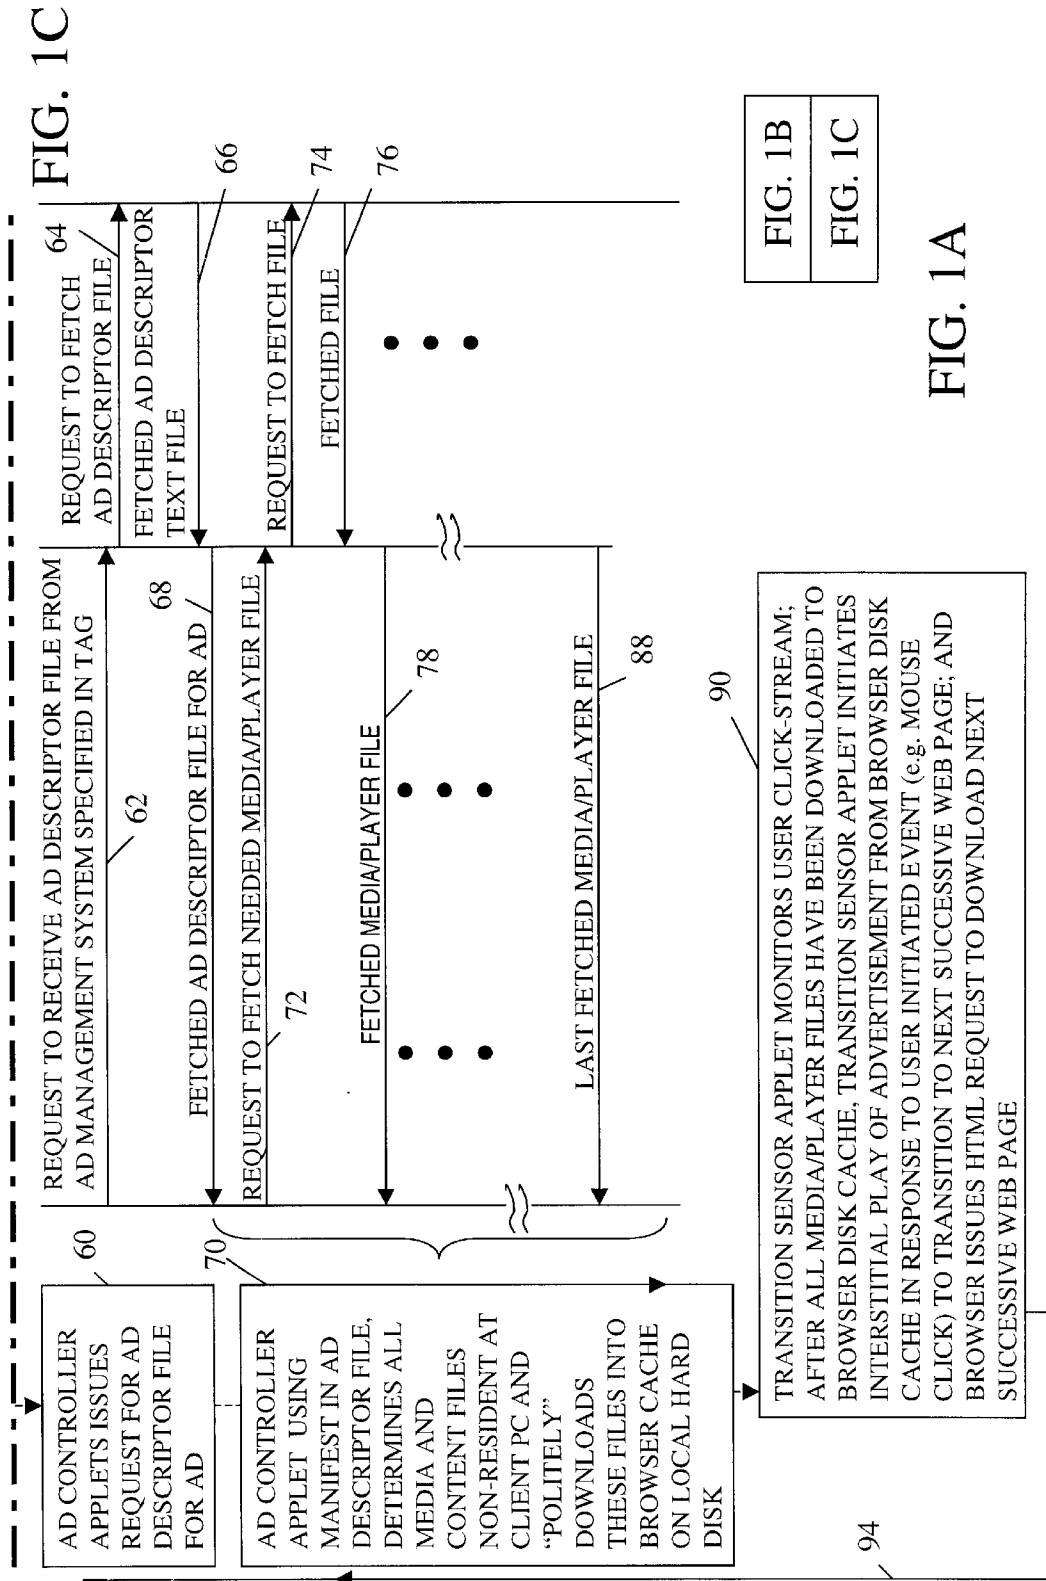 FIG. 1C
AD CONTROLLER
APPLETS ISSUES
REQUEST FOR AD
DESCRIPTOR FILE
FOR AD
60
REQUEST TO RECEIVE AD DESCRIPTOR FILE FROM
AD MANAGEMENT SYSTEM SPECIFIED IN TAG
62
REQUEST TO FETCH
AD DESCRIPTOR FILE
64
FETCHED AD DESCRIPTOR
TEXT FILE
66
FETCHED AD DESCRIPTOR FILE FOR AD
68
AD CONTROLLER
APPLET USING
MANIFEST IN AD
DESCRIPTOR FILE,
DETERMINES ALL
MEDIA AND
CONTENT FILES
NON-RESIDENT AT
CLIENT PC AND
“POLITELY”
DOWNLOADS
THESE FILES INTO
BROWSER CACHE
ON LOCAL HARD
DISK
70
REQUEST TO FETCH NEEDED MEDIA/PLAYER FILE
72
REQUEST TO FETCH FILE
74
FETCHED FILE
76
FETCHED MEDIA/PLAYER FILE
78
LAST FETCHED MEDIA/PLAYER FILE
88
90
TRANSITION SENSOR APPLET MONITORS USER CLICK-STREAM;
AFTER ALL MEDIA/PLAYER FILES HAVE BEEN DOWNLOADED TO
BROWSER DISK CACHE, TRANSITION SENSOR APPLET INITIATES
INTERSTITIAL PLAY OF ADVERTISEMENT FROM BROWSER DISK
CACHE IN RESPONSE TO USER INITIATED EVENT (e.g. MOUSE
CLICK) TO TRANSITION TO NEXT SUCCESSIVE WEB PAGE; AND
BROWSER ISSUES HTML REQUEST TO DOWNLOAD NEXT
SUCCESSIVE WEB PAGE
94
FIG. 1B
FIG. 1C
FIG. 1A